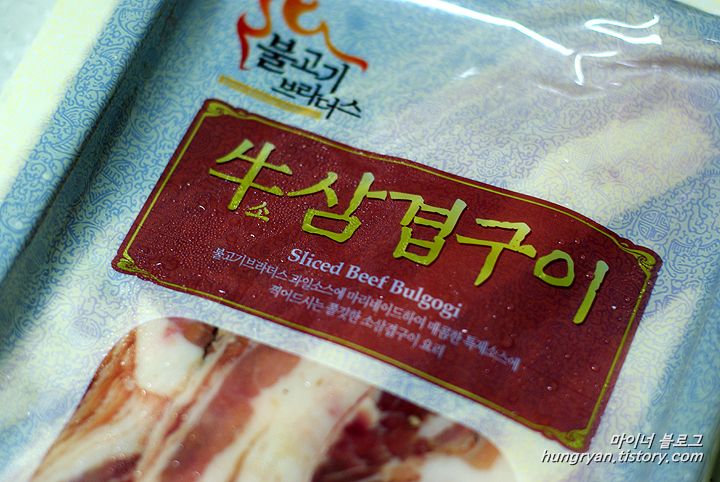 불고기
브라더스
牛삼겹구이
소
Sliced Beef Bulgogi
불고기브라더스 와인소스에 마리네이드하여 매콤한 특제소스에
찍어드시는 쫄깃한 소삼겹구이 요리
마이너 블로그
hungryan.tistory.com